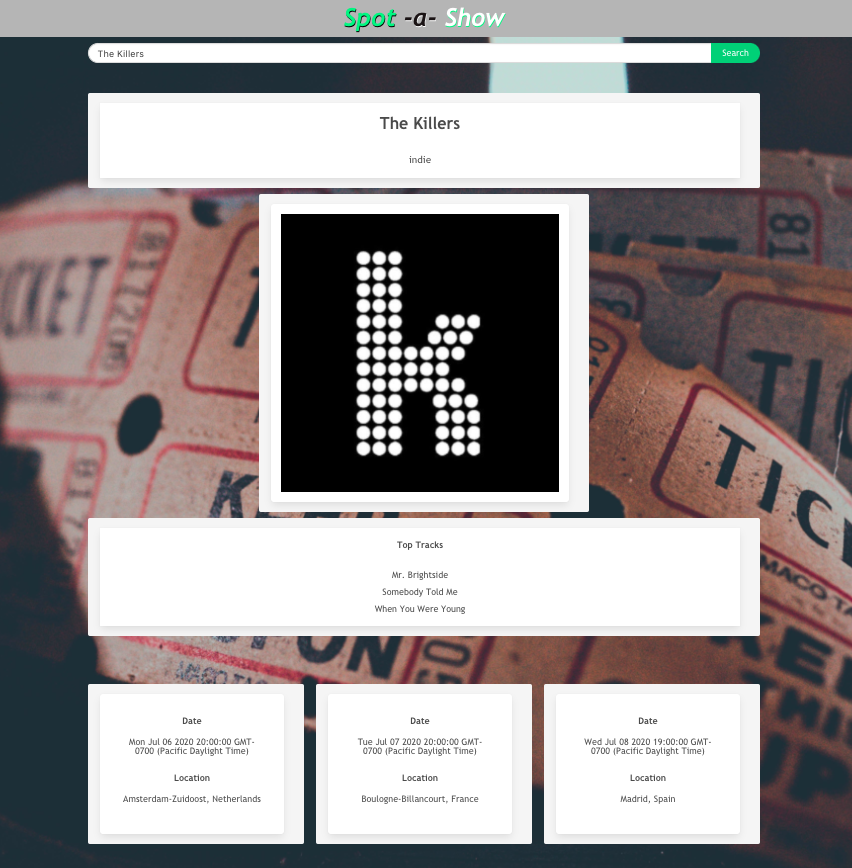 Spot -a- Show
The Killers
Search
The Killers
indie
k
Top Tracks
Mr. Brightside
Somebody Told Me
When You Were Young
Date
Mon Jul 06 2020 20:00:00 GMT-
0700 (Pacific Daylight Time)
Location
Amsterdam-Zuidoost, Netherlands
Date
Tue Jul 07 2020 20:00:00 GMT-
0700 (Pacific Daylight Time)
Location
Boulogne-Billancourt, France
Date
Wed Jul 08 2020 19:00:00 GMT-
0700 (Pacific Daylight Time)
Location
Madrid, Spain